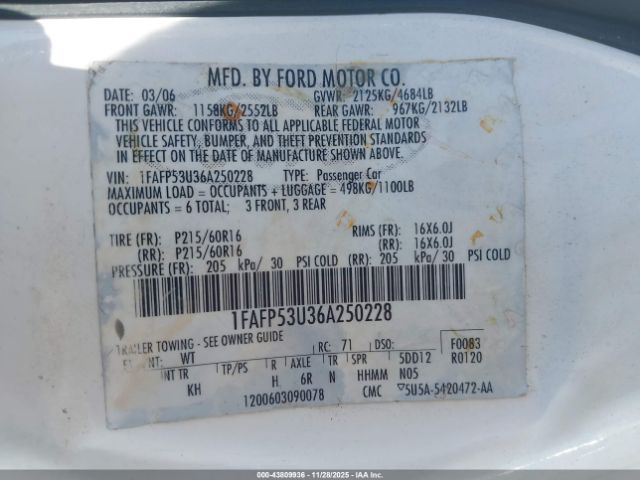 MFD. BY FORD MOTOR CO.
DATE: 03/06 GVWR: 2125KG/4684LB
FRONT GAWR: 1158KG/2552LB REAR GAWR: 967KG/2132LB
THIS VEHICLE CONFORMS TO ALL APPLICABLE FEDERAL MOTOR
VEHICLE SAFETY, BUMPER, AND THEFT PREVENTION STANDARDS
IN EFFECT ON THE DATE OF MANUFACTURE SHOWN ABOVE.
VIN: 1FAFP53U36A250228 TYPE: Passenger Car
MAXIMUM LOAD = OCCUPANTS + LUGGAGE = 498KG/1100LB
OCCUPANTS = 6 TOTAL; 3 FRONT, 3 REAR
TIRE (FR): P215/60R16 RIMS (FR): 16X6.0J
(RR): P215/60R16 (RR): 16X6.0J
PRESSURE (FR): 205 kPa/ 30 PSI COLD (RR): 205 kPa/ 30 PSI COLD
1FAFP53U36A250228
TRAILER TOWING - SEE OWNER GUIDE
EXT PNT: WT RC: 71 DSO: F0083
INT TR TP/PS R AXLE TR SPR 5DD12 R0120
KH H 6R N HHMM N05
1200603090078 CMC ▽5U5A-5420472-AA
© 000-43809936 - 11/28/2025 - IAAI.COM